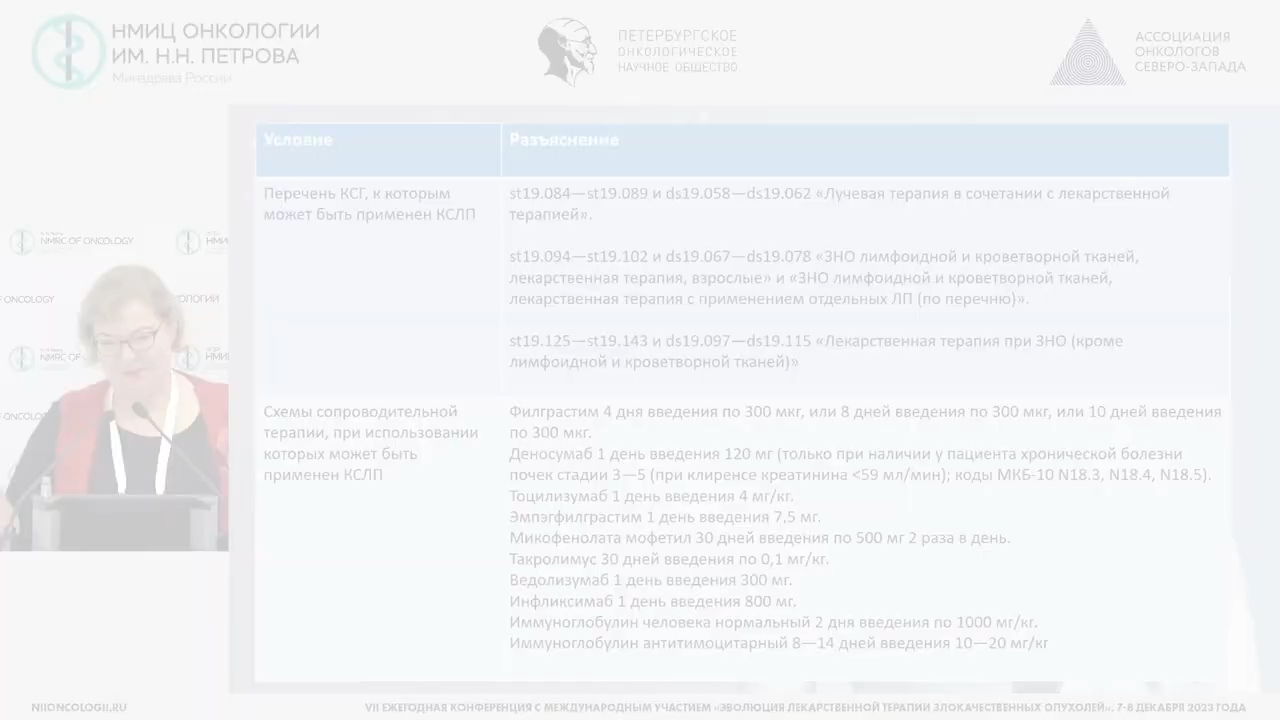 НМИЦ ОНКОЛОГИИ
ИМ. Н.Н. ПЕТРОВА
Минздрава России
ПЕТЕРБУРГСКОЕ
ОНКОЛОГИЧЕСКОЕ
НАУЧНОЕ ОБЩЕСТВО
АССОЦИАЦИЯ
ОНКОЛОГОВ
СЕВЕРО-ЗАПАДА
NMRC OF ONCOLOGY
НМИ
F ONCOLOGY
КОЛОГИИ
NMRC OF
НМИ
ONCOLO
Условие
Разъяснение
Перечень КСГ, к которым
может быть применен КСЛП
st19.084—st19.089 и ds19.058—ds19.062 «Лучевая терапия в сочетании с лекарственной
терапией».
st19.094—st19.102 и ds19.067—ds19.078 «ЗНО лимфоидной и кроветворной тканей,
лекарственная терапия, взрослые» и «ЗНО лимфоидной и кроветворной тканей,
лекарственная терапия с применением отдельных ЛП (по перечню)».
st19.125—st19.143 и ds19.097—ds19.115 «Лекарственная терапия при ЗНО (кроме
лимфоидной и кроветворной тканей)»
Схемы сопроводительной
терапии, при использовании
которых может быть
применен КСЛП
Филграстим 4 дня введения по 300 мкг, или 8 дней введения по 300 мкг, или 10 дней введения
по 300 мкг.
Деносумаб 1 день введения 120 мг (только при наличии у пациента хронической болезни
почек стадии 3—5 (при клиренсе креатинина <59 мл/мин); коды МКБ-10 N18.3, N18.4, N18.5).
Тоцилизумаб 1 день введения 4 мг/кг.
Эмпэгфилграстим 1 день введения 7,5 мг.
Микофенолата мофетил 30 дней введения по 500 мг 2 раза в день.
Такролимус 30 дней введения по 0,1 мг/кг.
Ведолизумаб 1 день введения 300 мг.
Инфликсимаб 1 день введения 800 мг.
Иммуноглобулин человека нормальный 2 дня введения по 1000 мг/кг.
Иммуноглобулин антитимоцитарный 8—14 дней введения 10—20 мг/кг
NIIONCOLOGII.RU
VII ЕЖЕГОДНАЯ КОНФЕРЕНЦИЯ С МЕЖДУНАРОДНЫМ УЧАСТИЕМ «ЭВОЛЮЦИЯ ЛЕКАРСТВЕННОЙ ТЕРАПИИ ЗЛОКАЧЕСТВЕННЫХ ОПУХОЛЕЙ», 7-8 ДЕКАБРЯ 2023 ГОДА